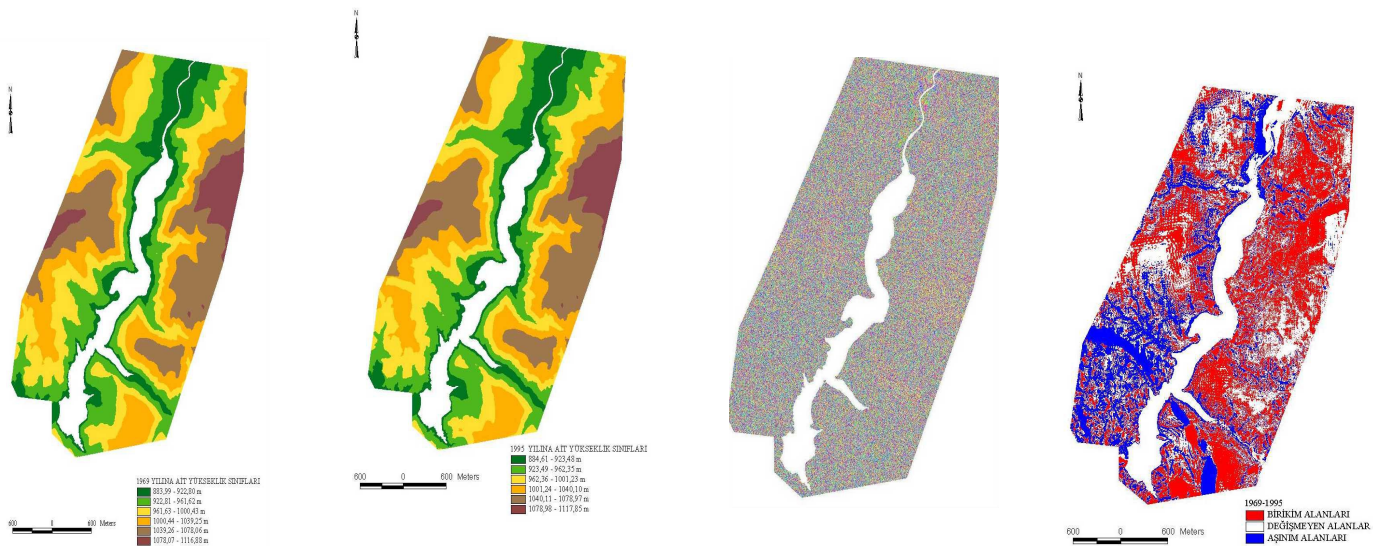 N
1969 YILINA AİT YÜKSEKLİK SINIFLARI
883,99 - 922,80 m
922,81 - 961,62 m
961,63 - 1000,43 m
1000,44 - 1039,25 m
1039,26 - 1078,06 m
1078,07 - 1116,88 m
600 0 600 Meters
N
1995 YILINA AİT YÜKSEKLİK SINIFLARI
884,61 - 923,48 m
923,49 - 962,35 m
962,36 - 1001,23 m
1001,24 - 1040,10 m
1040,11 - 1078,97 m
1078,98 - 1117,85 m
600 0 600 Meters
N
600 0 600 Meters
N
1969-1995
BİRİKİM ALANLARI
DEĞİŞMEYEN ALANLAR
AŞINIM ALANLARI
600 0 600 Meters